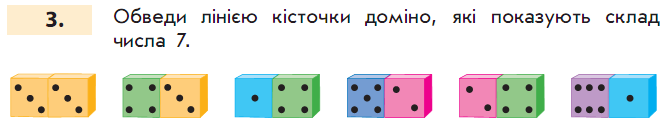 3. Обведи лінією кісточки доміно, які показують склад
числа 7.